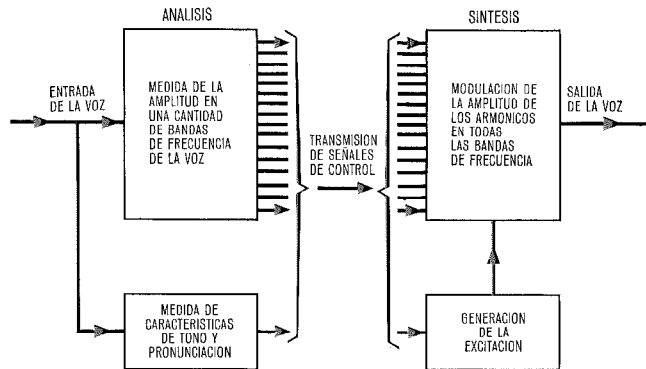 ANALISIS
SINTESIS
ENTRADA
DE LA VOZ
MEDIDA DE LA
AMPLITUD EN
UNA CANTIDAD
DE BANDAS
DE FRECUENCIA
DE LA VOZ
TRANSMISION
DE SEÑALES
DE CONTROL
MODULACION DE
LA AMPLITUD DE
LOS ARMONICOS
EN TODAS
LAS BANDAS
DE FRECUENCIA
SALIDA
DE LA VOZ
MEDIDA DE
CARACTERISTICAS
DE TONO Y
PRONUNCIACION
GENERACION
DE LA
EXCITACION